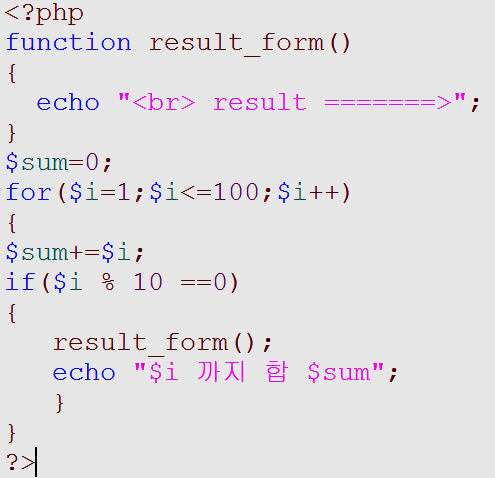 <?php
function result_form()
{
  echo "<br> result =======>";
}
$sum=0;
for($i=1;$i<=100;$i++)
{
$sum+=$i;
if($i % 10 ==0)
{
   result_form();
   echo "$i 까지 합 $sum";
   }
}
?>